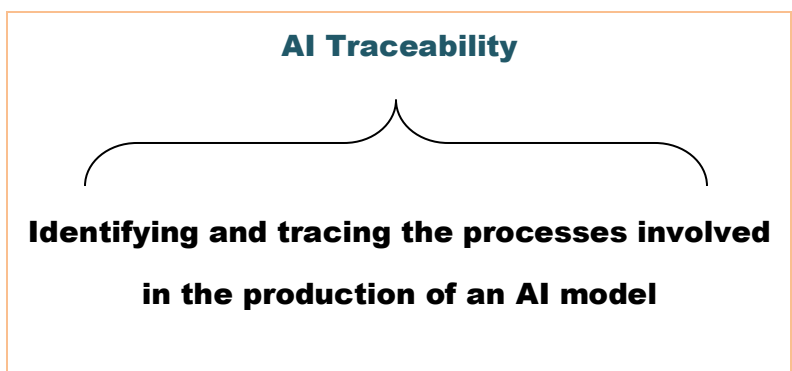 AI Traceability
Identifying and tracing the processes involved
in the production of an AI model